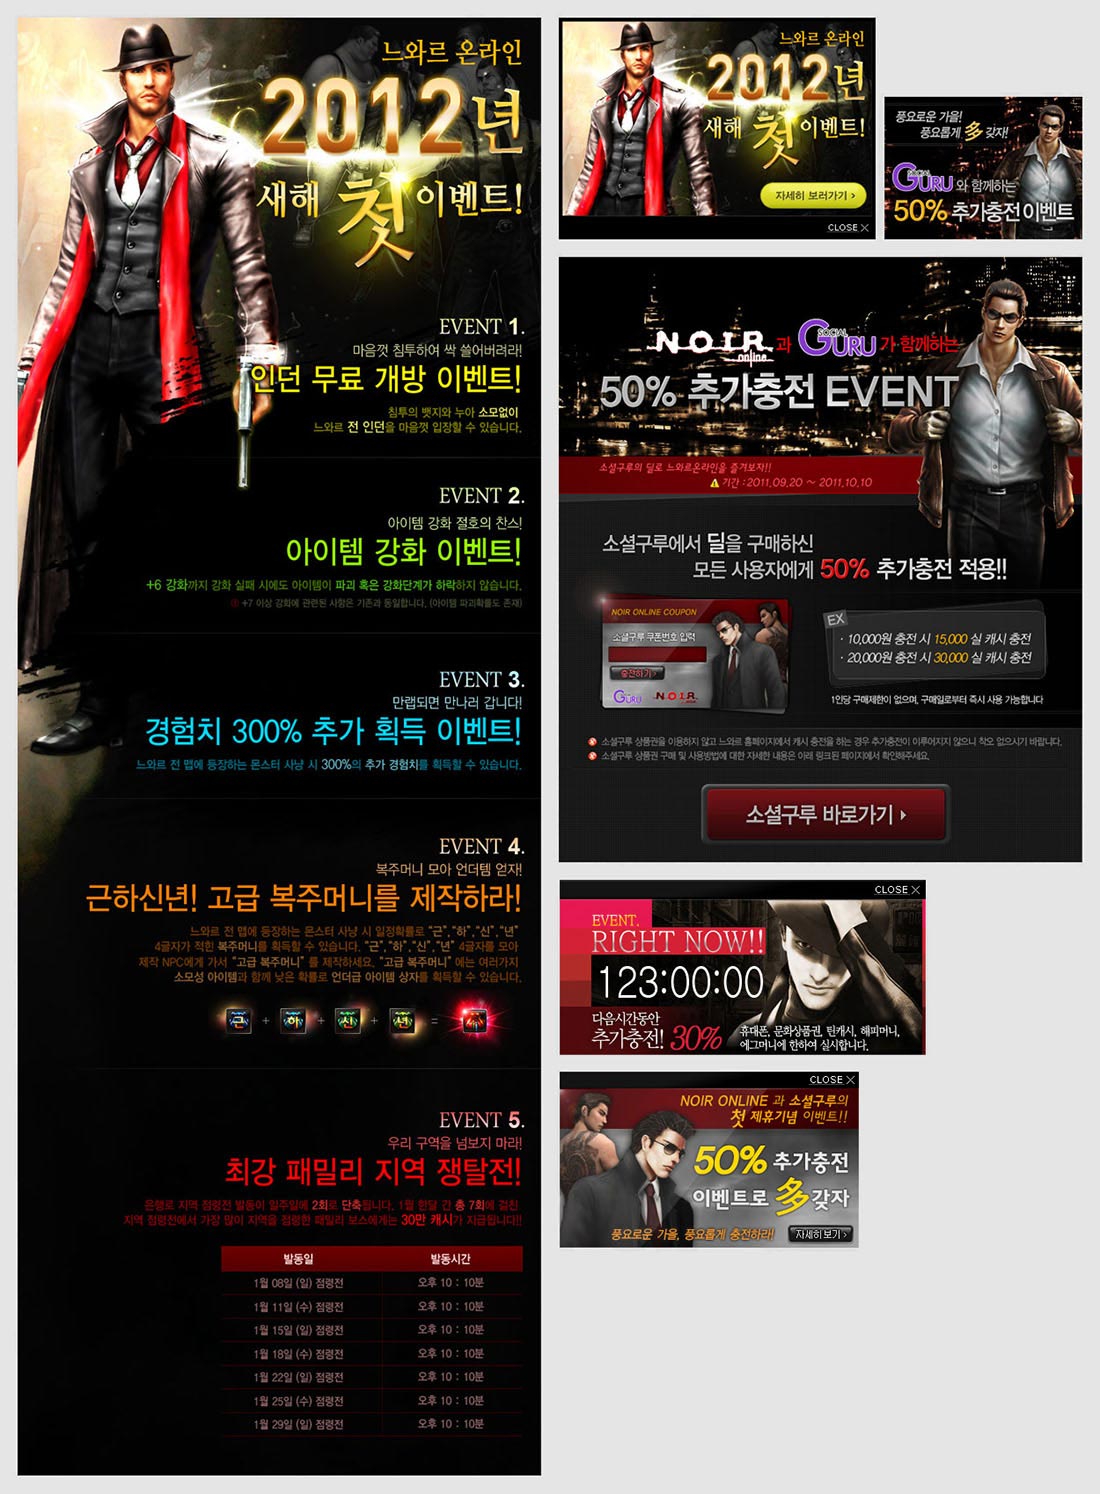 느와르 온라인
2012년
새해 첫 이벤트!
EVENT 1.
마음껏 침투하여 싹 쓸어버려라!
인던 무료 개방 이벤트!
침투의 뱃지와 누아 소모없이
느와르 전 인던을 마음껏 입장할 수 있습니다.
EVENT 2.
아이템 강화 절호의 찬스!
아이템 강화 이벤트!
+6 강화까지 강화 실패 시에도 아이템이 파괴 혹은 강화단계가 하락하지 않습니다.
+7 이상 강화에 관련된 사항은 기존과 동일합니다. (아이템 파괴확률도 존재)
EVENT 3.
만랩되면 만나러 갑니다!
경험치 300% 추가 획득 이벤트!
느와르 전 맵에 등장하는 몬스터 사냥 시 300%의 추가 경험치를 획득할 수 있습니다.
EVENT 4.
복주머니 모아 언더템 얻자!
근하신년! 고급 복주머니를 제작하라!
느와르 전 맵에 등장하는 몬스터 사냥 시 일정확률로 "근", "하", "신", "년"
4글자가 적힌 복주머니를 획득할 수 있습니다. "근", "하", "신", "년" 4글자를 모아
제작 NPC에게 가서 "고급 복주머니" 를 제작하세요. "고급 복주머니" 에는 여러가지
소모성 아이템과 함께 낮은 확률로 언더급 아이템 상자를 획득할 수 있습니다.
근 + 하 + 신 + 년 =
EVENT 5.
우리 구역을 넘보지 마라!
최강 패밀리 지역 쟁탈전!
은행로 지역 점령전 발동이 일주일에 2회로 단축됩니다. 1월 한달 간 총 7회에 걸친
지역 점령전에서 가장 많이 지역을 점령한 패밀리 보스에게는 30만 캐시가 지급됩니다!!
발동일 발동시간
1월 08일 (일) 점령전 오후 10 : 10분
1월 11일 (수) 점령전 오후 10 : 10분
1월 15일 (일) 점령전 오후 10 : 10분
1월 18일 (수) 점령전 오후 10 : 10분
1월 22일 (일) 점령전 오후 10 : 10분
1월 25일 (수) 점령전 오후 10 : 10분
1월 29일 (일) 점령전 오후 10 : 10분
느와르 온라인
2012년
새해 첫 이벤트!
자세히 보러가기 >
CLOSE X
풍요로운 가을!
풍요롭게 多 갖자!
SOCIAL
GURU 와 함께하는
50% 추가충전 이벤트
NOIR online 과 SOCIAL GURU 가 함께하는
50% 추가충전 EVENT
소셜구루의 딜로 느와르온라인을 즐겨보자!!
기간 : 2011.09.20 ~ 2011.10.10
소셜구루에서 딜을 구매하신
모든 사용자에게 50% 추가충전 적용!!
NOIR ONLINE COUPON
소셜구루 쿠폰번호 입력
충전하기 >
GURU NOIR
EX
· 10,000원 충전 시 15,000 실 캐시 충전
· 20,000원 충전 시 30,000 실 캐시 충전
1인당 구매제한이 없으며, 구매일로부터 즉시 사용 가능합니다
소셜구루 상품권을 이용하지 않고 느와르 홈페이지에서 캐시 충전을 하는 경우 추가충전이 이루어지지 않으니 착오 없으시기 바랍니다.
소셜구루 상품권 구매 및 사용방법에 대한 자세한 내용은 아래 링크된 페이지에서 확인해주세요.
소셜구루 바로가기
CLOSE X
EVENT.
RIGHT NOW!!
123:00:00
다음시간동안
추가충전! 30%
휴대폰, 문화상품권, 틴캐시, 해피머니,
에그머니에 한하여 실시합니다.
CLOSE X
NOIR ONLINE 과 소셜구루의
첫 제휴기념 이벤트!!
50% 추가충전
이벤트로 多 갖자
풍요로운 가을, 풍요롭게 충전하라!
자세히보기 >